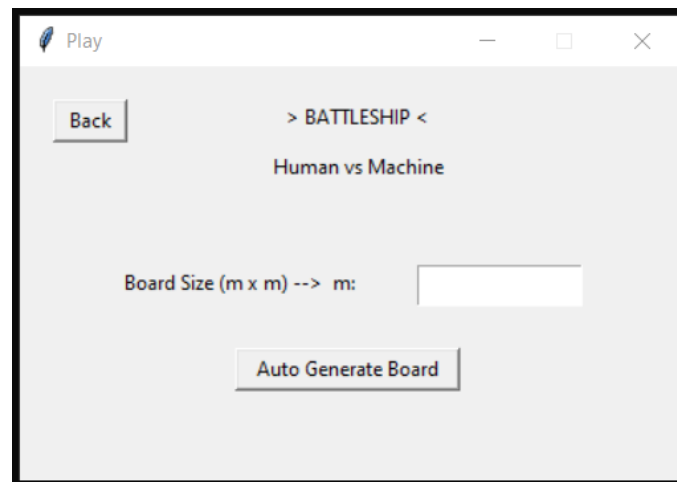 Play
Back
> BATTLESHIP <
Human vs Machine
Board Size (m x m) --> m:
Auto Generate Board